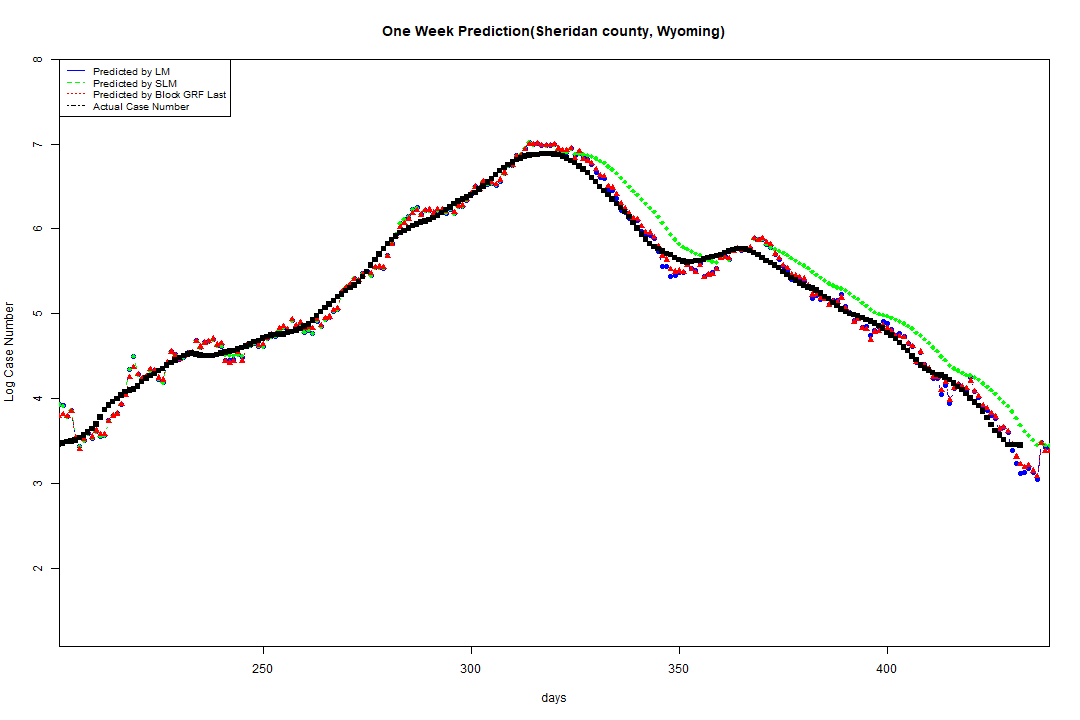 One Week Prediction(Sheridan county, Wyoming)
Predicted by LM
Predicted by SLM
Predicted by Block GRF Last
Actual Case Number
8
7
6
5
4
3
2
Log Case Number
250 300 350 400
days